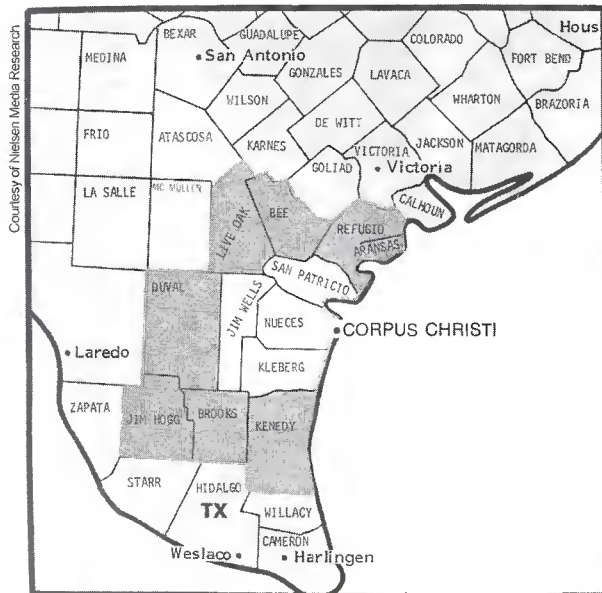 Courtesy of Nielsen Media Research
BEXAR
GUADALUPE
COLORADO
Hous
MEDINA
San Antonio
FORT BEND
GONZALES
LAVACA
WILSON
WHARTON
BRAZORIA
DE WITT
FRIO
ATASCOSA
KARNES
VICTORIA
JACKSON
MATAGORDA
GOLIAD
Victoria
LA SALLE
MC MULLEN
CALHOUN
LIVE OAK
BEE
REFUGIO
ARANSAS
SAN PATRICIO
DUVAL
JIM WELLS
NUECES
CORPUS CHRISTI
Laredo
KLEBERG
ZAPATA
JIM HOGG
BROOKS
KENEDY
STARR
HIDALGO
TX
WILLACY
CAMERON
Weslaco
Harlingen